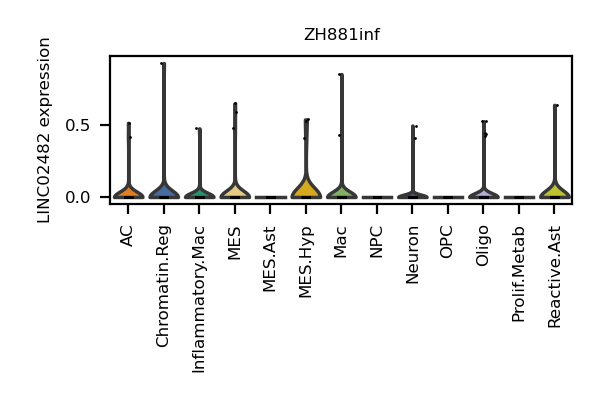 ZH881inf
LINC02482 expression
0.5
0.0
AC
Chromatin.Reg
Inflammatory.Mac
MES
MES.Ast
MES.Hyp
Mac
NPC
Neuron
OPC
Oligo
Prolif.Metab
Reactive.Ast